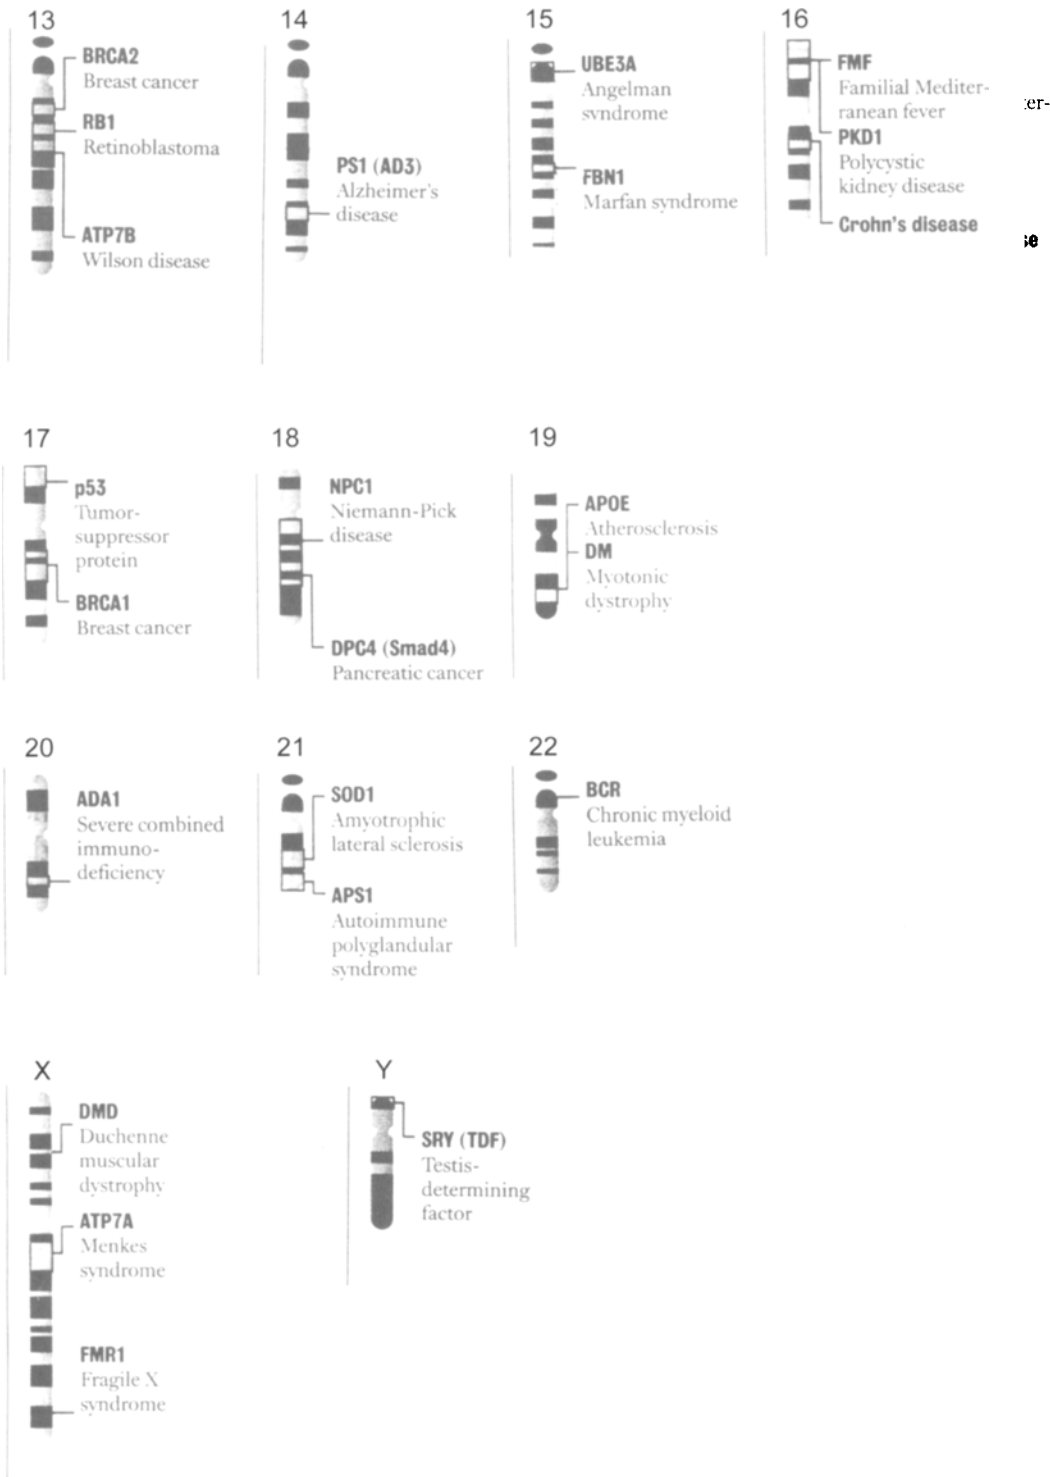 13
BRCA2
Breast cancer
RB1
Retinoblastoma
ATP7B
Wilson disease
14
PS1 (AD3)
Alzheimer's
disease
15
UBE3A
Angelman
syndrome
FBN1
Marfan syndrome
16
FMF
Familial Mediter-
ranean fever
PKD1
Polycystic
kidney disease
Crohn's disease
ter-
se
17
p53
Tumor-
suppressor
protein
BRCA1
Breast cancer
18
NPC1
Niemann-Pick
disease
DPC4 (Smad4)
Pancreatic cancer
19
APOE
Atherosclerosis
DM
Myotonic
dystrophy
20
ADA1
Severe combined
immuno-
deficiency
21
SOD1
Amyotrophic
lateral sclerosis
APS1
Autoimmune
polyglandular
syndrome
22
BCR
Chronic myeloid
leukemia
X
DMD
Duchenne
muscular
dystrophy
ATP7A
Menkes
syndrome
FMR1
Fragile X
syndrome
Y
SRY (TDF)
Testis-
determining
factor